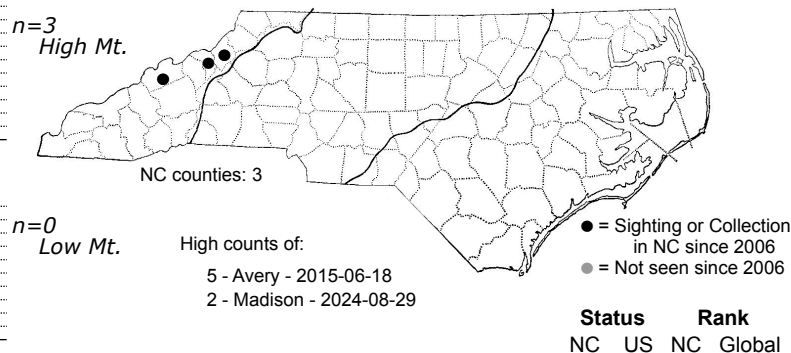 n=3
High Mt.
NC counties: 3
n=0
Low Mt.
High counts of:
5 - Avery - 2015-06-18
2 - Madison - 2024-08-29
● = Sighting or Collection
in NC since 2006
● = Not seen since 2006
Status Rank
NC US NC Global